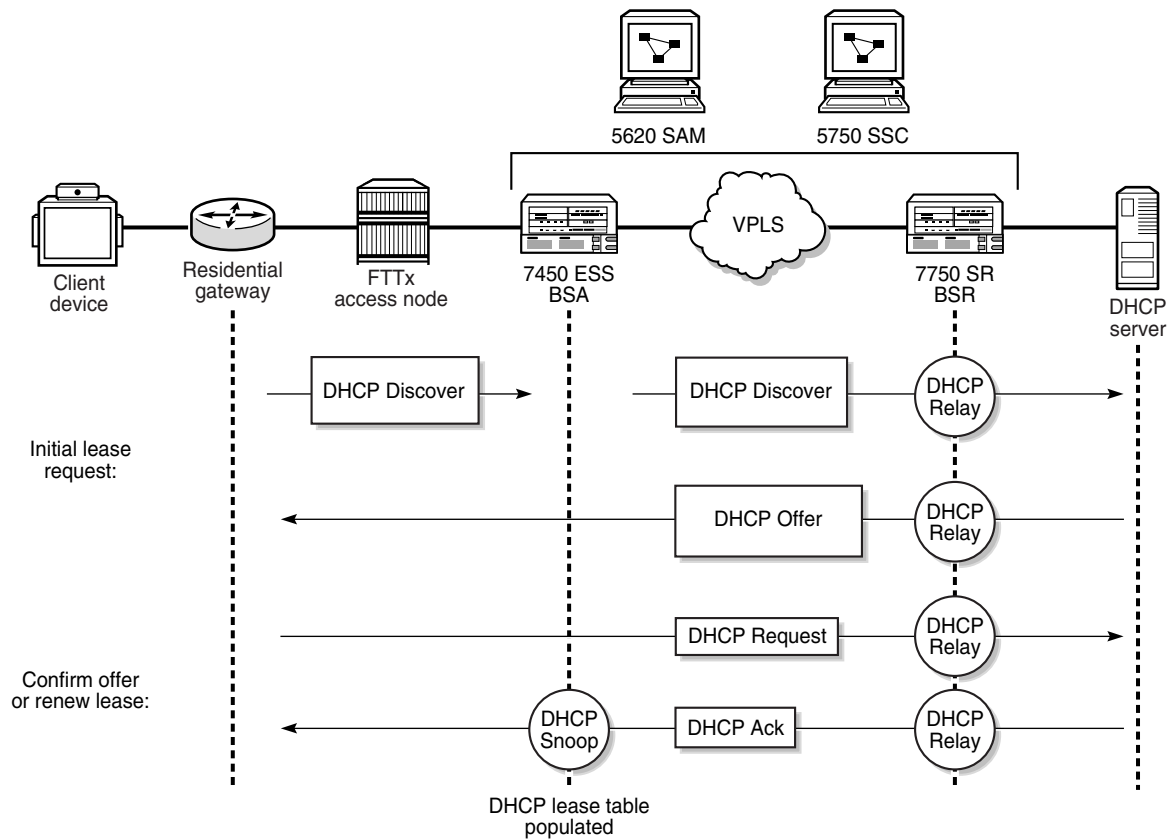 5620 SAM
5750 SSC
VPLS
Client
device
Residential
gateway
FTTx
access node
7450 ESS
BSA
7750 SR
BSR
DHCP
server
DHCP Discover
DHCP Discover
DHCP
Relay
Initial lease
request:
DHCP Offer
DHCP
Relay
DHCP Request
DHCP
Relay
Confirm offer
or renew lease:
DHCP
Snoop
DHCP Ack
DHCP
Relay
DHCP lease table
populated